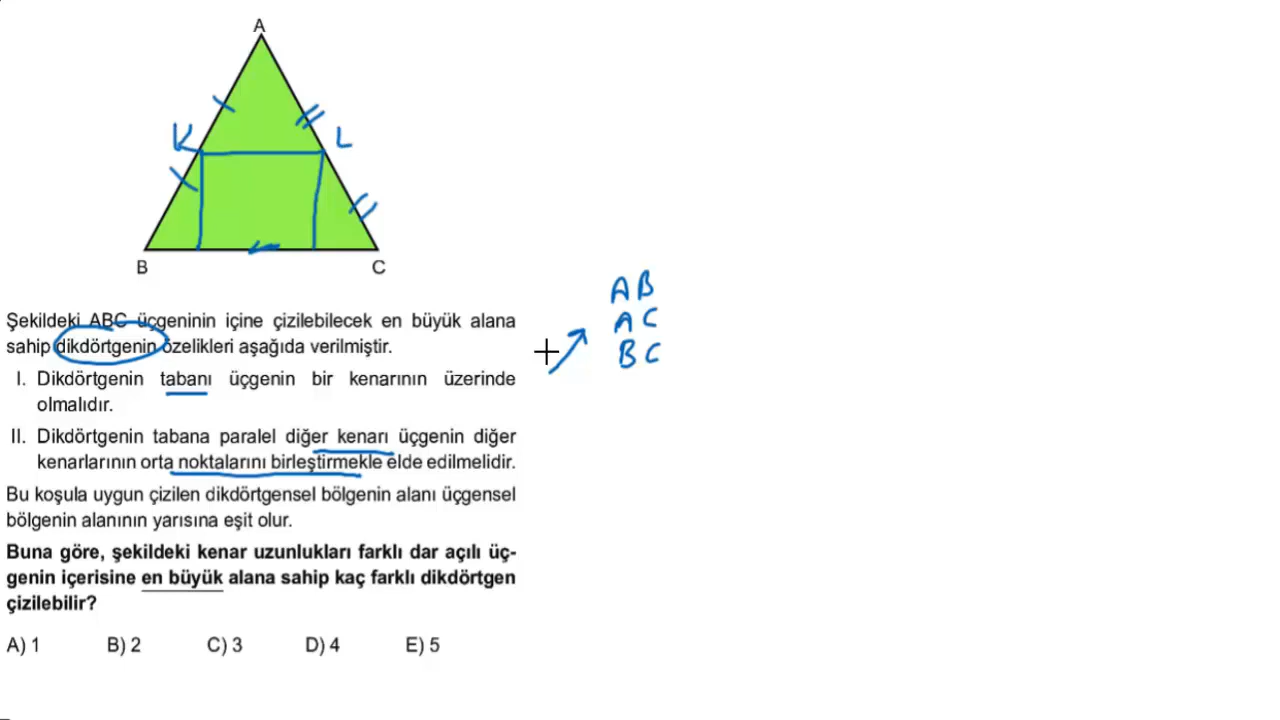 A
K
L
B
C
Şekildeki ABC üçgeninin içine çizilebilecek en büyük alana
sahip dikdörtgenin özelikleri aşağıda verilmiştir.
I. Dikdörtgenin tabanı üçgenin bir kenarının üzerinde
olmalıdır.
II. Dikdörtgenin tabana paralel diğer kenarı üçgenin diğer
kenarlarının orta noktalarını birleştirmekle elde edilmelidir.
Bu koşula uygun çizilen dikdörtgensel bölgenin alanı üçgensel
bölgenin alanının yarısına eşit olur.
Buna göre, şekildeki kenar uzunlukları farklı dar açılı üç-
genin içerisine en büyük alana sahip kaç farklı dikdörtgen
çizilebilir?
A) 1 B) 2 C) 3 D) 4 E) 5
AB
AC
BC